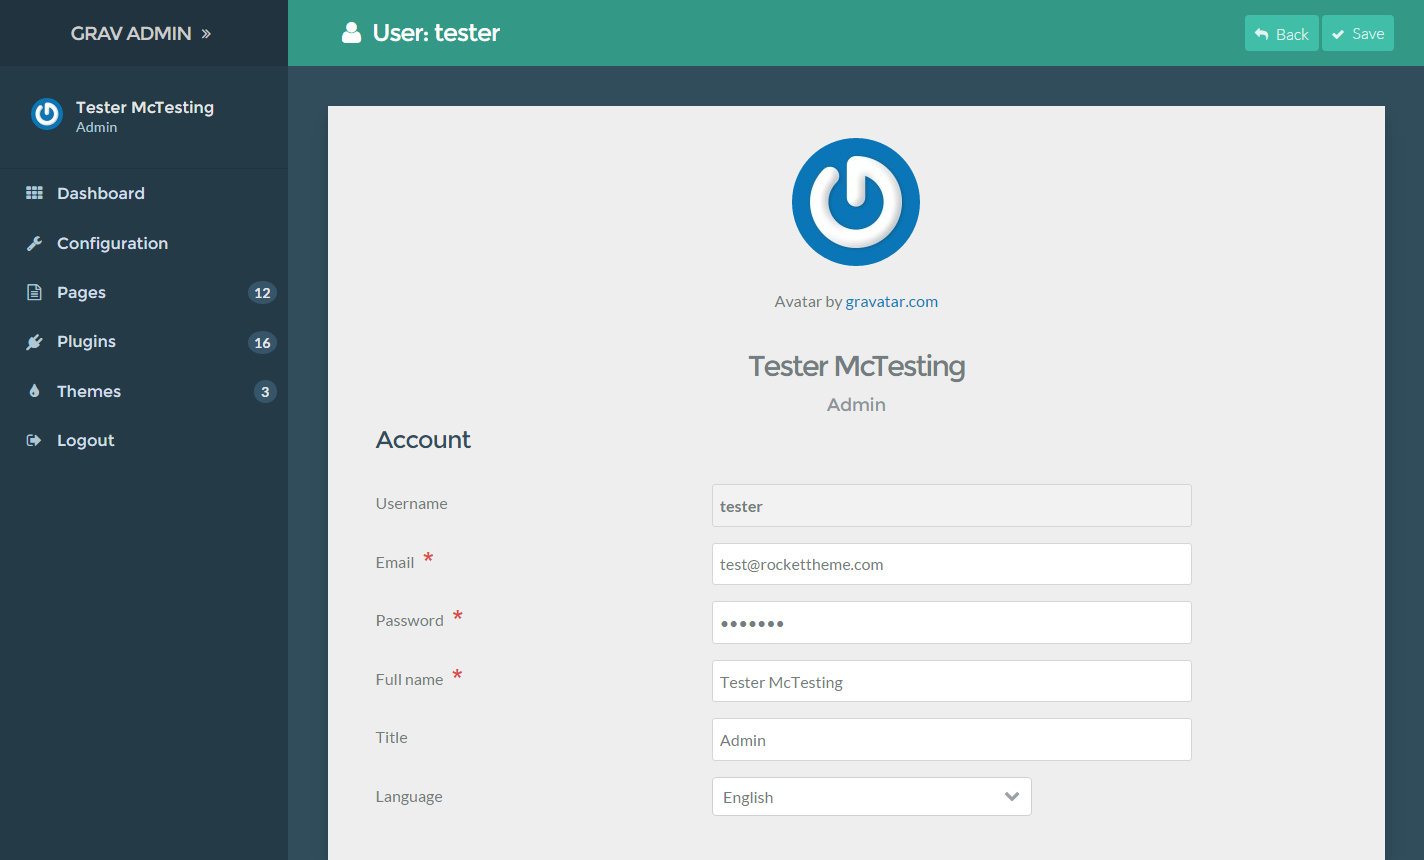 GRAV ADMIN »
User: tester
Back
Save
Tester McTesting
Admin
Dashboard
Configuration
Pages 12
Plugins 16
Themes 3
Logout
Avatar by gravatar.com
Tester McTesting
Admin
Account
Username tester
Email * test@rockettheme.com
Password * •••••••
Full name * Tester McTesting
Title Admin
Language English